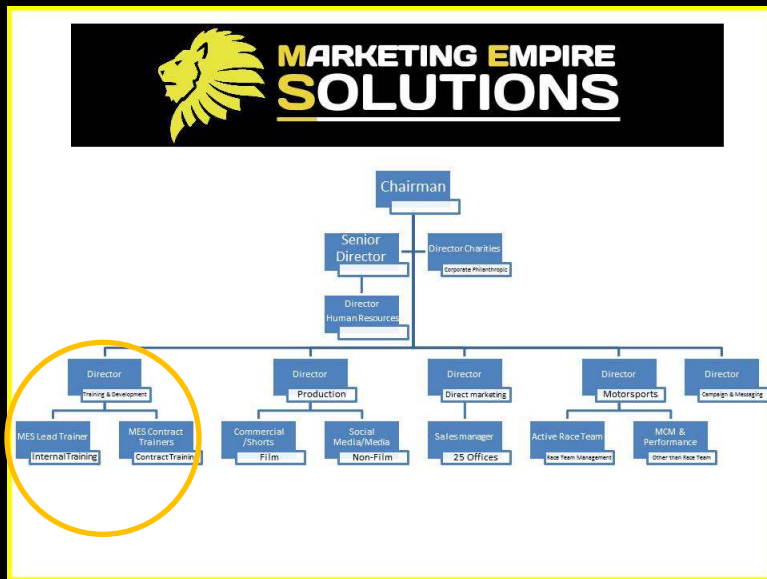 MARKETING EMPIRE
SOLUTIONS
Chairman
Senior
Director
Director Charities
Corporate Philanthropic
Director
Human Resources
Director
Training & Development
Director
Production
Director
Direct marketing
Director
Motorsports
Director
Campaign & Messaging
MES Lead Trainer
Internal Training
MES Contract
Trainers
Contract Training
Commercial
/Shorts
Film
Social
Media/Media
Non-Film
Sales manager
25 Offices
Active Race Team
Race Team Management
MCM &
Performance
Other than Race Team